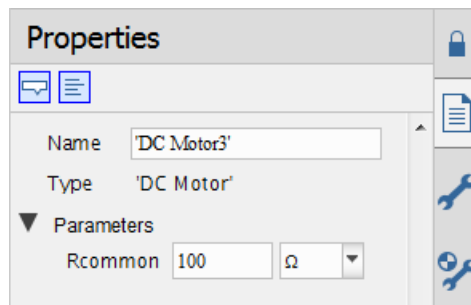 Properties
Name 'DC Motor3'
Type 'DC Motor'
Parameters
Rcommon 100 Ω